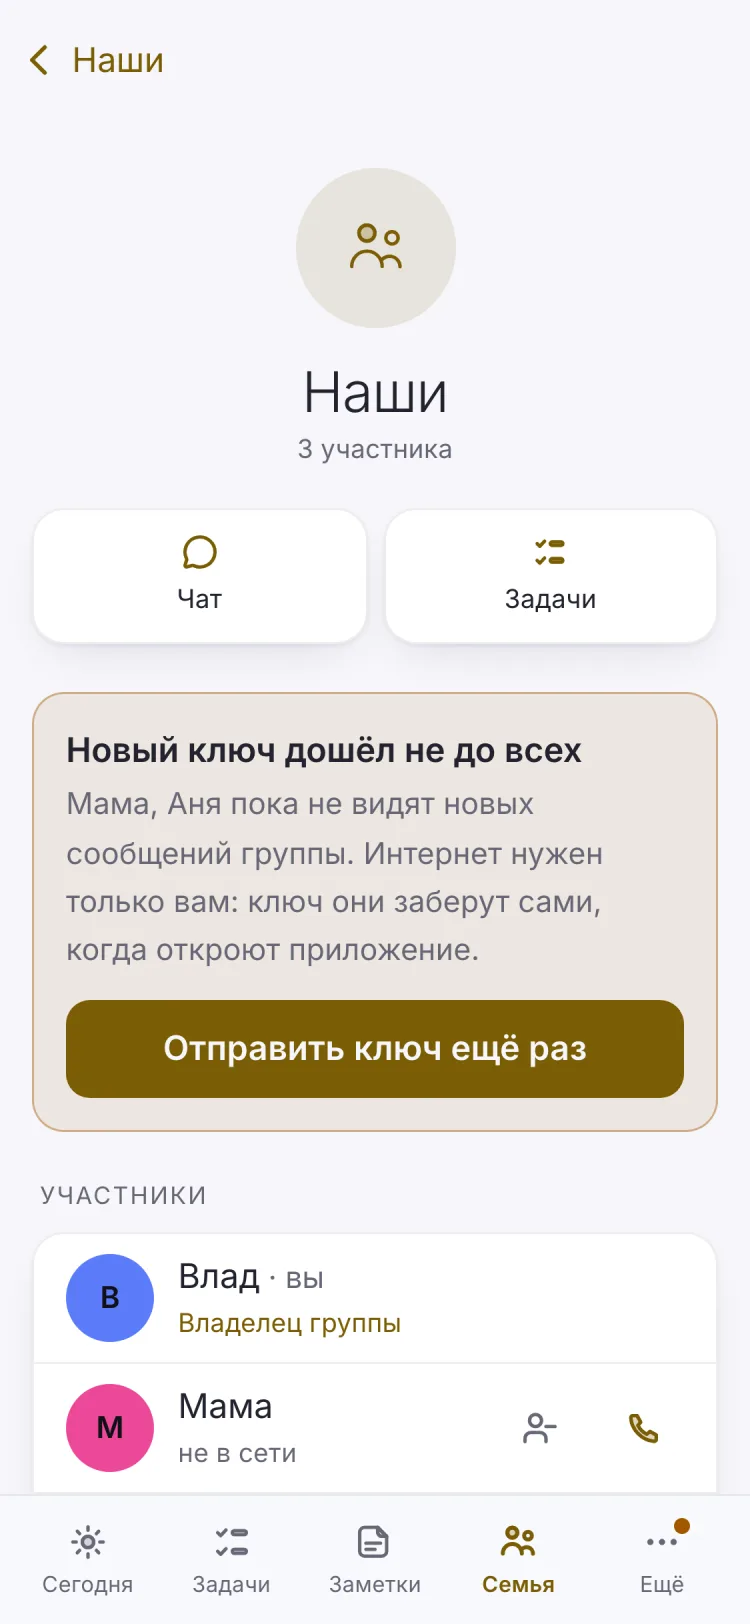 Наши
Наши
3 участника
Чат
Задачи
Новый ключ дошёл не до всех
Мама, Аня пока не видят новых
сообщений группы. Интернет нужен
только вам: ключ они заберут сами,
когда откроют приложение.
Отправить ключ ещё раз
УЧАСТНИКИ
В
Влад · вы
Владелец группы
М
Мама
не в сети
Сегодня
Задачи
Заметки
Семья
Ещё